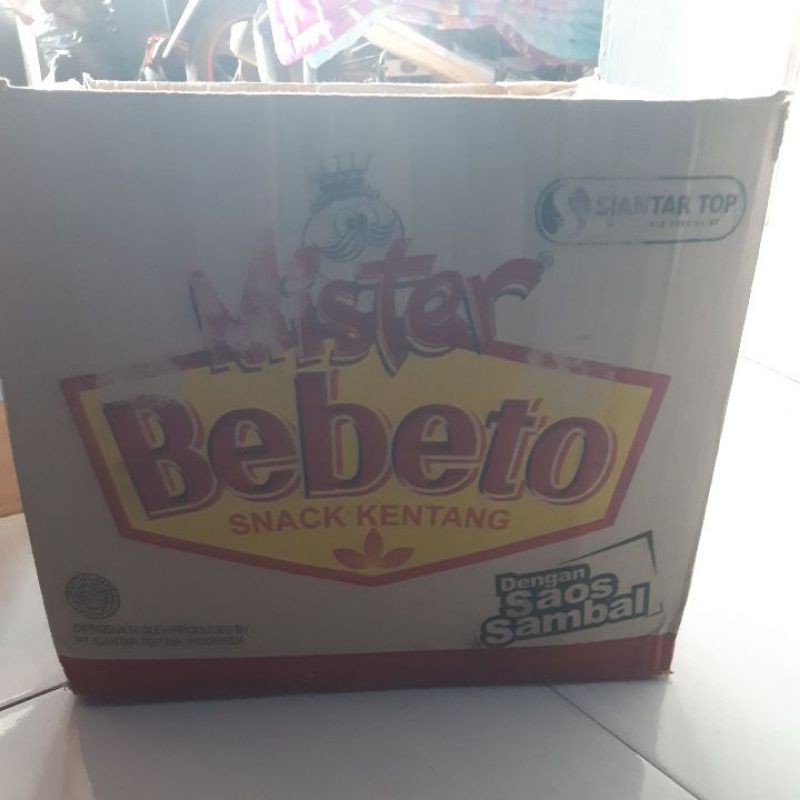 SIANTAR TOP
Mister®
Bebeto
SNACK KENTANG
Dengan
Saos
Sambal
DIPRODUKSI OLEH/PRODUCED BY
PT. SIANTAR TOP Tbk. INDONESIA